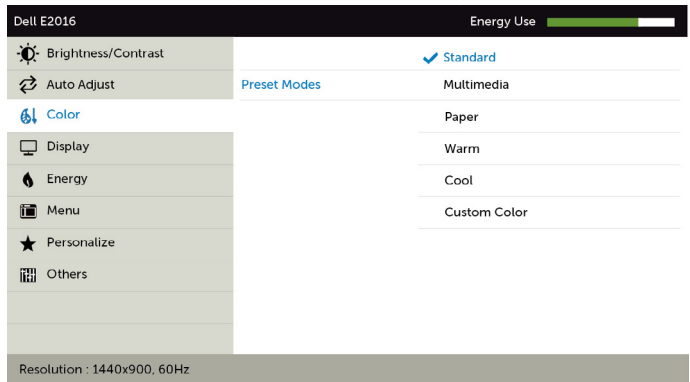 Dell E2016
Energy Use
Brightness/Contrast
Standard
Auto Adjust
Preset Modes
Multimedia
Color
Paper
Display
Warm
Energy
Cool
Menu
Custom Color
Personalize
Others
Resolution : 1440x900, 60Hz